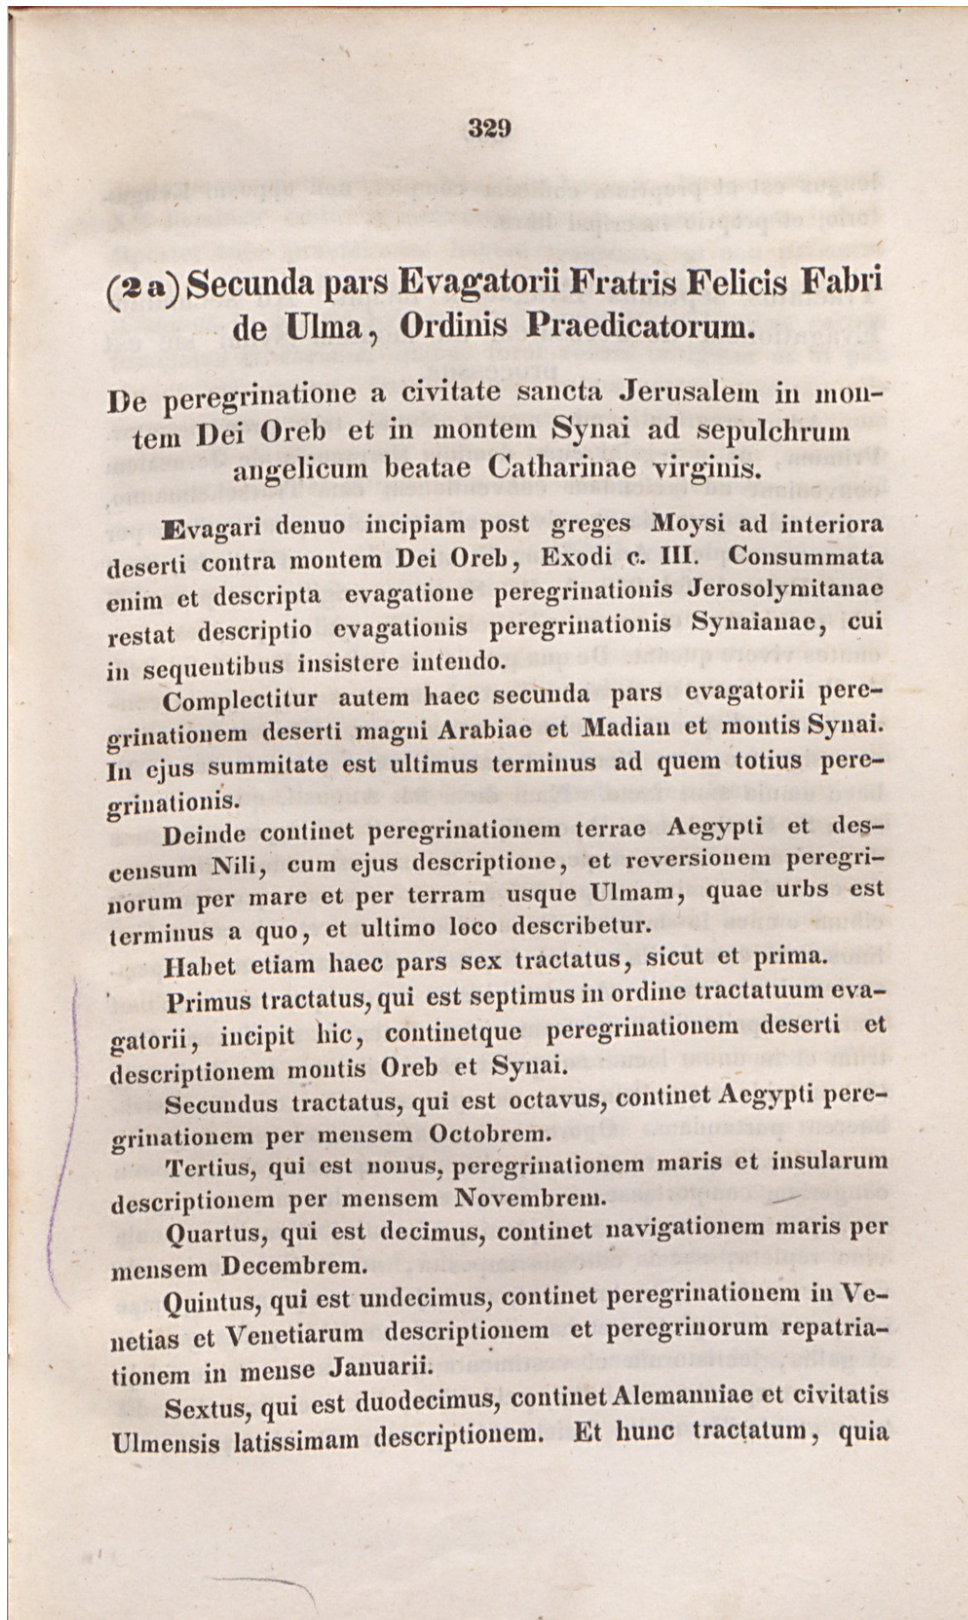 329
(2 a) Secunda pars Evagatorii Fratris Felicis Fabri
de Ulma, Ordinis Praedicatorum.
De peregrinatione a civitate sancta Jerusalem in mon-
tem Dei Oreb et in montem Synai ad sepulchrum
angelicum beatae Catharinae virginis.
Evagari denuo incipiam post greges Moysi ad interiora
deserti contra montem Dei Oreb, Exodi c. III. Consummata
enim et descripta evagatione peregrinationis Jerosolymitanae
restat descriptio evagationis peregrinationis Synaianae, cui
in sequentibus insistere intendo.
Complectitur autem haec secunda pars evagatorii pere-
grinationem deserti magni Arabiae et Madian et montis Synai.
In ejus summitate est ultimus terminus ad quem totius pere-
grinationis.
Deinde continet peregrinationem terrae Aegypti et des-
censum Nili, cum ejus descriptione, et reversionem peregri-
norum per mare et per terram usque Ulmam, quae urbs est
terminus a quo, et ultimo loco describetur.
Habet etiam haec pars sex tractatus, sicut et prima.
Primus tractatus, qui est septimus in ordine tractatuum eva-
gatorii, incipit hic, continetque peregrinationem deserti et
descriptionem montis Oreb et Synai.
Secundus tractatus, qui est octavus, continet Aegypti pere-
grinationem per mensem Octobrem.
Tertius, qui est nonus, peregrinationem maris et insularum
descriptionem per mensem Novembrem.
Quartus, qui est decimus, continet navigationem maris per
mensem Decembrem.
Quintus, qui est undecimus, continet peregrinationem in Ve-
netias et Venetiarum descriptionem et peregrinorum repatria-
tionem in mense Januarii.
Sextus, qui est duodecimus, continet Alemanniae et civitatis
Ulmensis latissimam descriptionem. Et hunc tractatum, quia